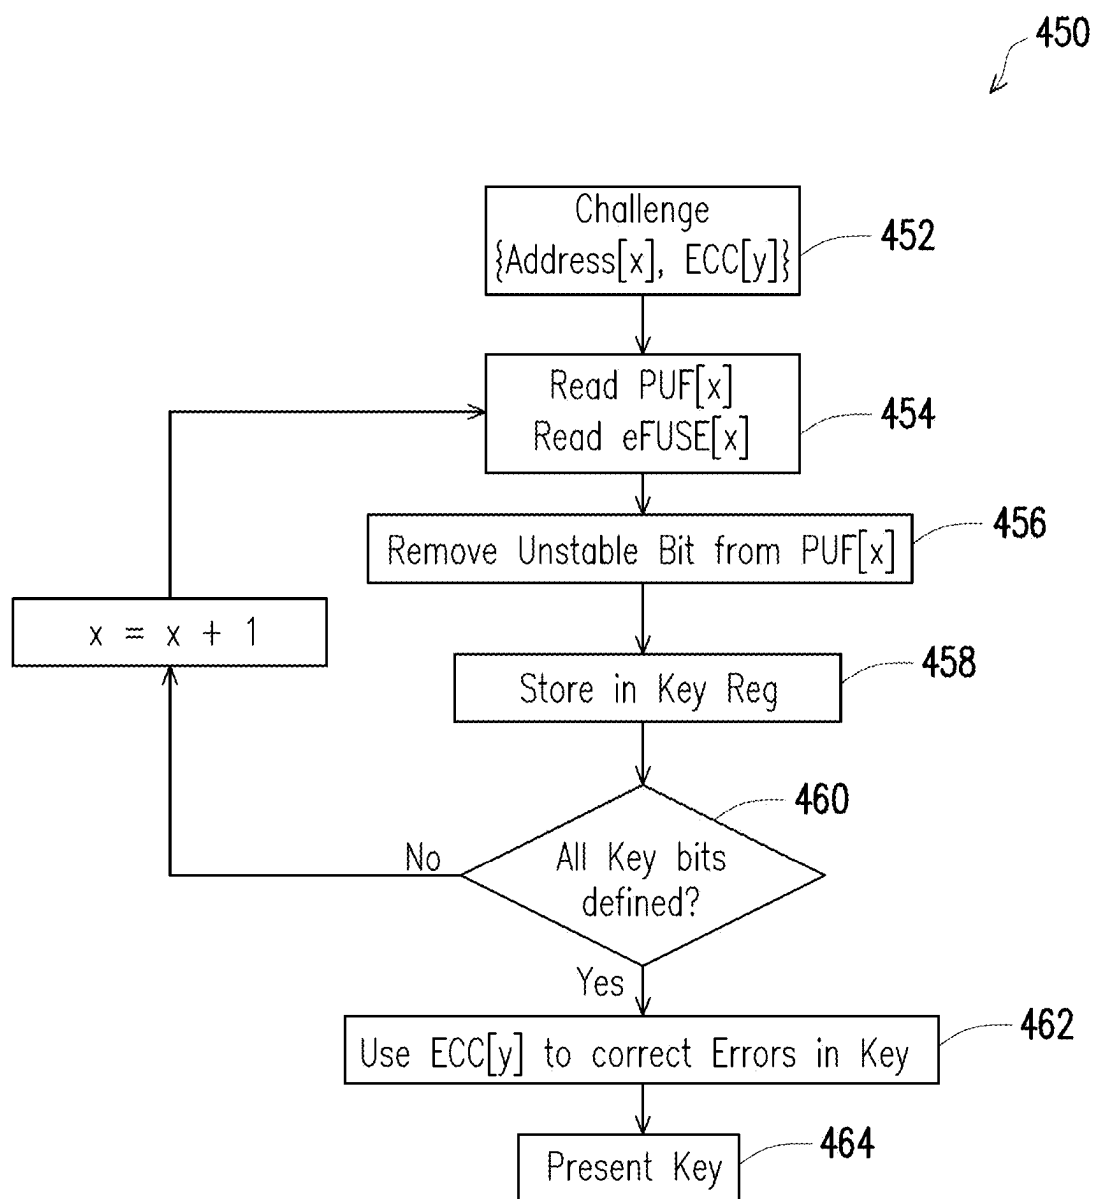 450
Challenge
{Address[x], ECC[y]}
452
Read PUF[x]
Read eFUSE[x]
454
Remove Unstable Bit from PUF[x]
456
x = x + 1
Store in Key Reg
458
460
No
All Key bits
defined?
Yes
Use ECC[y] to correct Errors in Key
462
Present Key
464